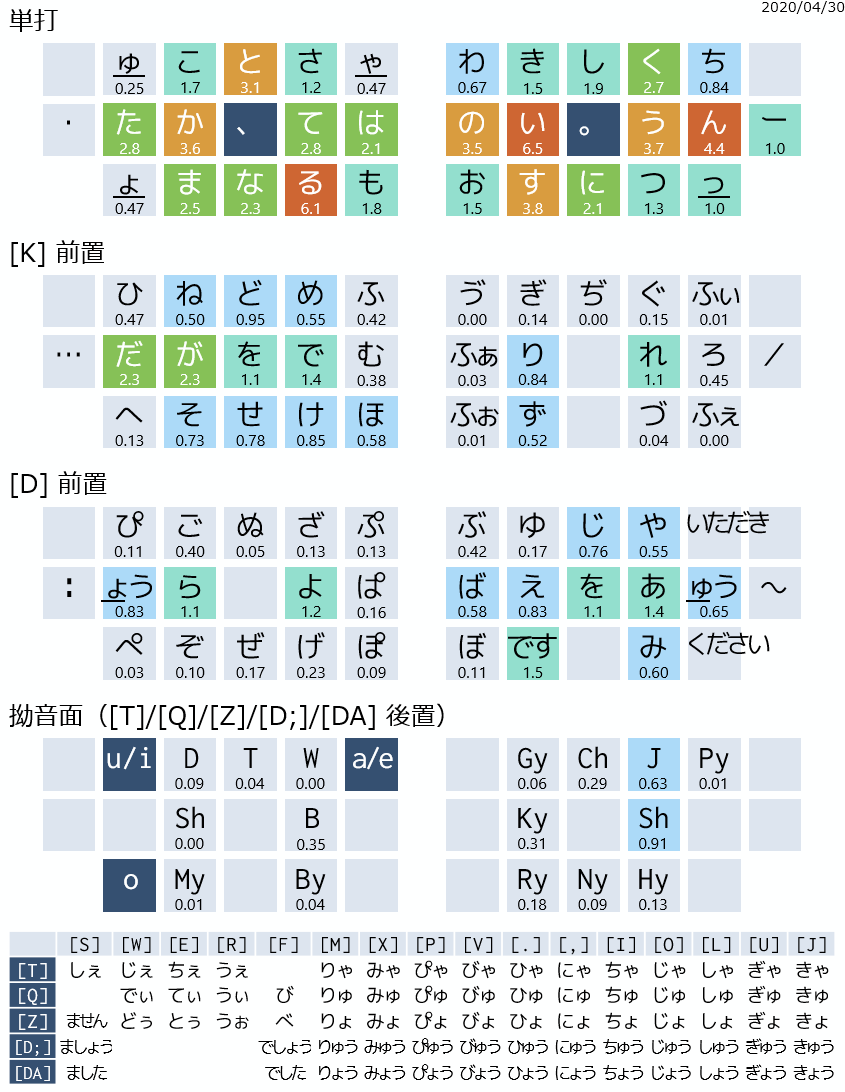 2020/04/30
単打
ゅ こ と さ ゃ わ き し く ち
0.25 1.7 3.1 1.2 0.47 0.67 1.5 1.9 2.7 0.84
・ た か 、 て は の い 。 う ん ー
2.8 3.6 2.8 2.1 3.5 6.5 3.7 4.4 1.0
ょ ま な る も お す に つ っ
0.47 2.5 2.3 6.1 1.8 1.5 3.8 2.1 1.3 1.0
[K] 前置
ひ ね ど め ふ ゔ ぎ ぢ ぐ ふぃ
0.47 0.50 0.95 0.55 0.42 0.00 0.14 0.00 0.15 0.01
… だ が を で む ふぁ り れ ろ /
2.3 2.3 1.1 1.4 0.38 0.03 0.84 1.1 0.45
へ そ せ け ほ ふぉ ず づ ふぇ
0.13 0.73 0.78 0.85 0.58 0.01 0.52 0.04 0.00
[D] 前置
ぴ ご ぬ ざ ぷ ぶ ゆ じ や いただき
0.11 0.40 0.05 0.13 0.13 0.42 0.17 0.76 0.55
: ょう ら よ ぱ ば え を あ ゅう ～
0.83 1.1 1.2 0.16 0.58 0.83 1.1 1.4 0.65
ぺ ぞ ぜ げ ぽ ぼ です み ください
0.03 0.10 0.17 0.23 0.09 0.11 1.5 0.60
拗音面（[T]/[Q]/[Z]/[D;]/[DA] 後置）
u/i D T W a/e Gy Ch J Py
0.09 0.04 0.00 0.06 0.29 0.63 0.01
Sh B Ky Sh
0.00 0.35 0.31 0.91
o My By Ry Ny Hy
0.01 0.04 0.18 0.09 0.13
[S] [W] [E] [R] [F] [M] [X] [P] [V] [.] [,] [I] [O] [L] [U] [J]
[T] しぇ じぇ ちぇ うぇ りゃ みゃ ぴゃ びゃ ひゃ にゃ ちゃ じゃ しゃ ぎゃ きゃ
[Q] でぃ てぃ うぃ び りゅ みゅ ぴゅ びゅ ひゅ にゅ ちゅ じゅ しゅ ぎゅ きゅ
[Z] ません どぅ とぅ うぉ べ りょ みょ ぴょ びょ ひょ にょ ちょ じょ しょ ぎょ きょ
[D;] ましょう でしょう りゅう みゅう ぴゅう びゅう ひゅう にゅう ちゅう じゅう しゅう ぎゅう きゅう
[DA] ました でした りょう みょう ぴょう びょう ひょう にょう ちょう じょう しょう ぎょう きょう